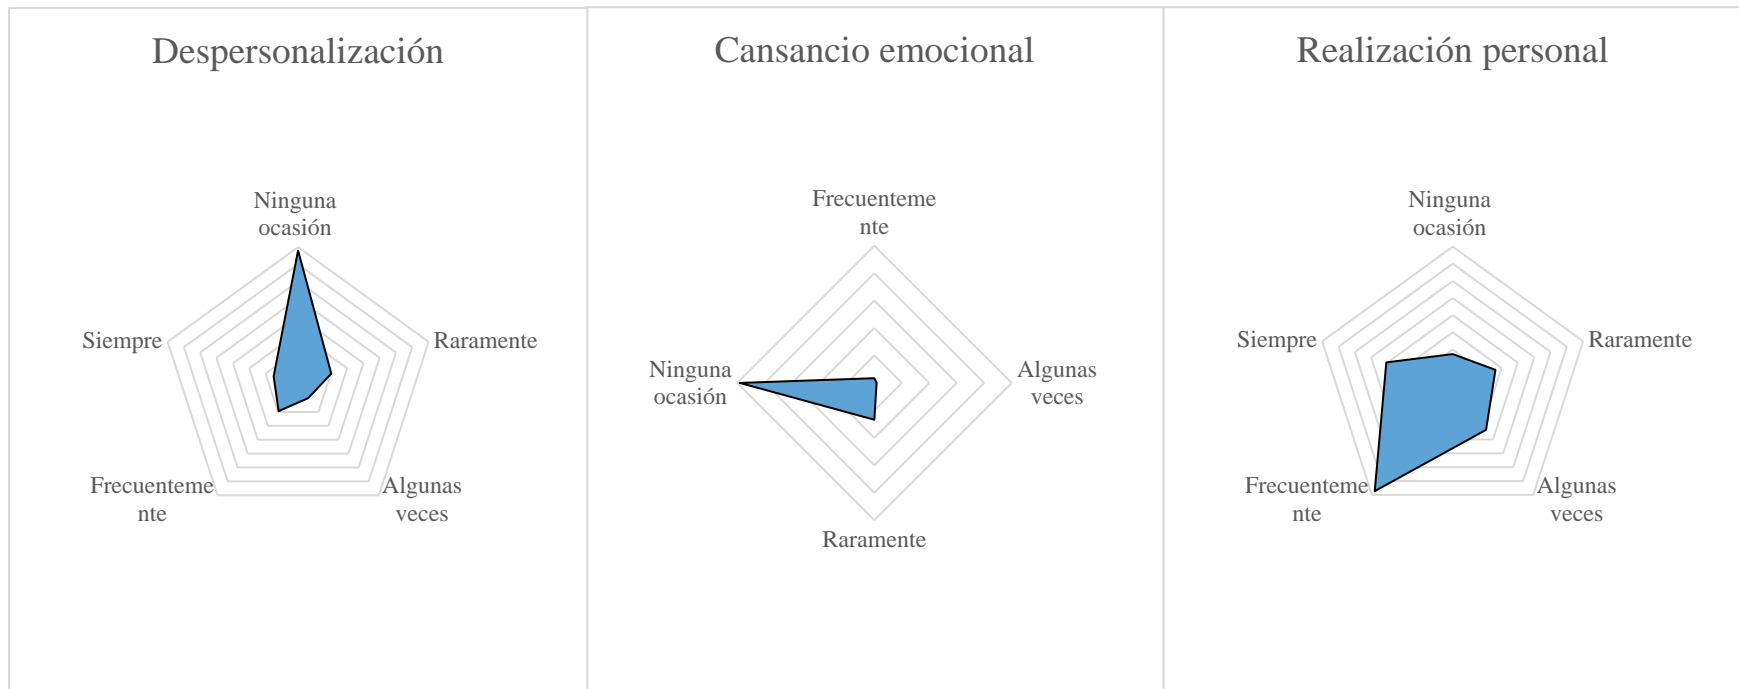 Despersonalización
Ninguna
ocasión
Siempre
Raramente
Frecuenteme
nte
Algunas
veces
Cansancio emocional
Frecuenteme
nte
Ninguna
ocasión
Algunas
veces
Raramente
Realización personal
Ninguna
ocasión
Siempre
Raramente
Frecuenteme
nte
Algunas
veces